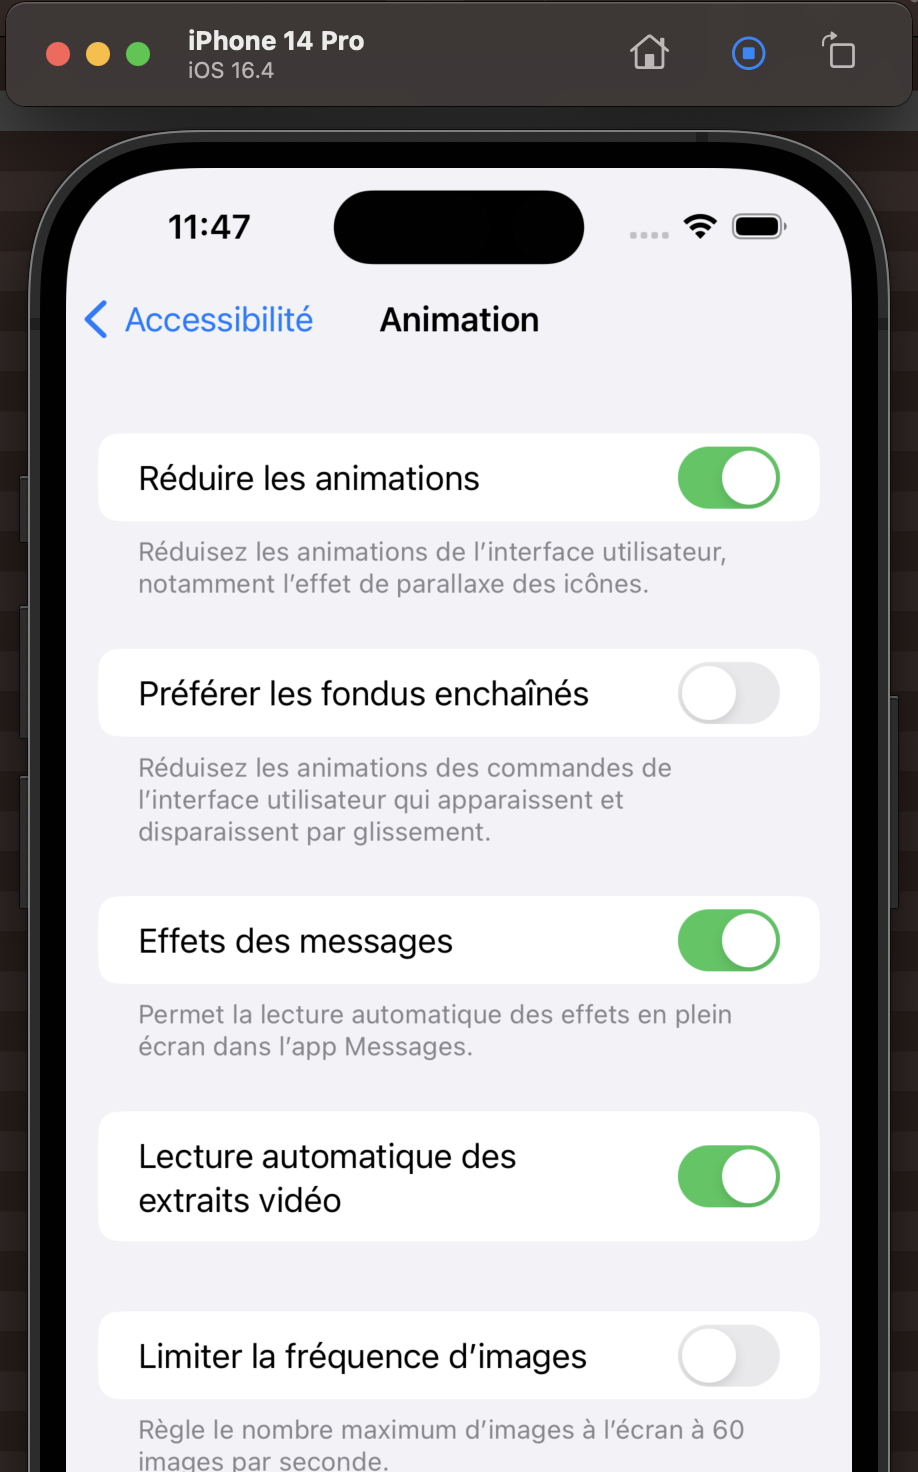 iPhone 14 Pro
iOS 16.4
11:47
Accessibilité
Animation
Réduire les animations
Réduisez les animations de l’interface utilisateur,
notamment l’effet de parallaxe des icônes.
Préférer les fondus enchaînés
Réduisez les animations des commandes de
l’interface utilisateur qui apparaissent et
disparaissent par glissement.
Effets des messages
Permet la lecture automatique des effets en plein
écran dans l’app Messages.
Lecture automatique des
extraits vidéo
Limiter la fréquence d’images
Règle le nombre maximum d’images à l’écran à 60
images par seconde.